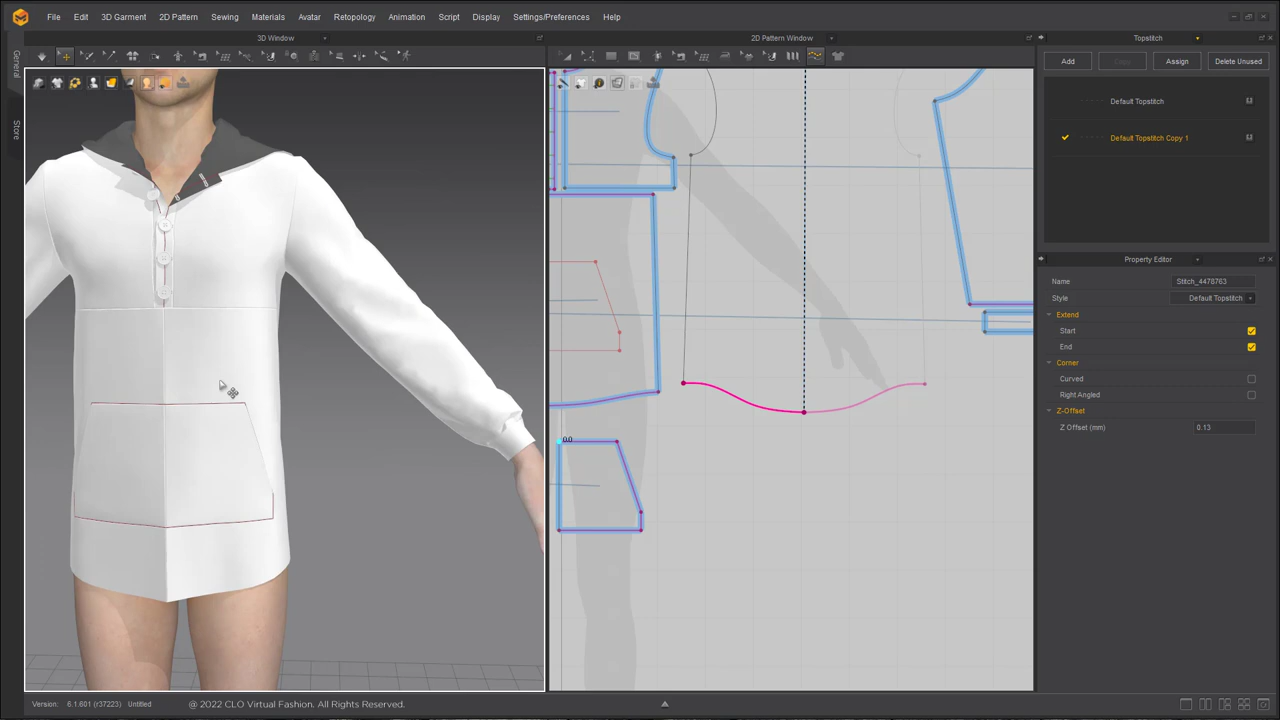 File Edit 3D Garment 2D Pattern Sewing Materials Avatar Retopology Animation Script Display Settings/Preferences Help
3D Window
2D Pattern Window
Topstitch
General
Store
Add
Copy
Assign
Delete Unused
Default Topstitch
Default Topstitch Copy 1
Property Editor
Name Stitch_4478763
Style Default Topstitch
Extend
Start
End
Corner
Curved
Right Angled
Z-Offset
Z Offset (mm) 0.13
0.0
Version: 6.1.601 (r37223) Untitled @ 2022 CLO Virtual Fashion. All Rights Reserved.